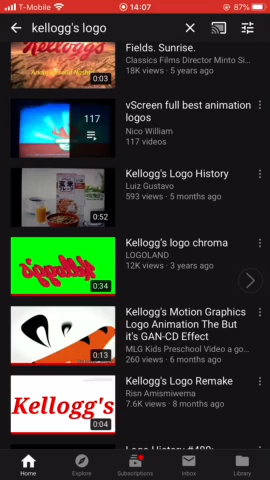 T-Mobile
14:07
87%
kellogg's logo
Kellogg's
0:03
Fields. Sunrise.
Classics Films Director Minto Si...
18K views · 5 years ago
117
vScreen full best animation
logos
Nico William
117 videos
0:52
Kellogg's Logo History
Luiz Gustavo
593 views · 5 months ago
Kellogg's
0:34
Kellogg's logo chroma
LOGOLAND
12K views · 3 years ago
0:13
Kellogg's Motion Graphics
Logo Animation The But
it's GAN-CD Effect
MLG Kids Preschool Video a go...
260 views · 6 months ago
Kellogg's
0:04
Kellogg's Logo Remake
Risn Amismiwema
7.6K views · 8 months ago
Logo History #489:
Home
Explore
Subscriptions
Inbox
Library